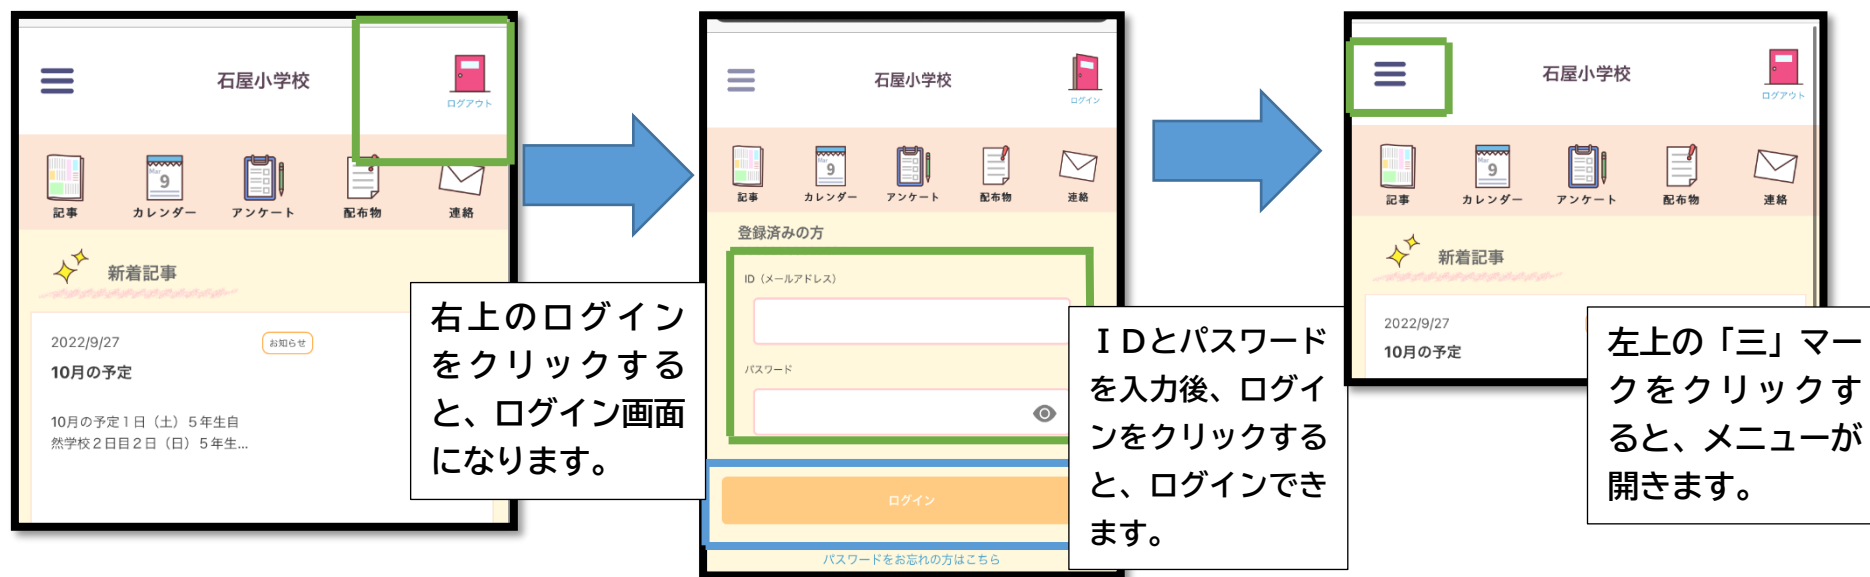 石屋小学校
ログアウト
Mar
9
記事
カレンダー
アンケート
配布物
連絡
新着記事
2022/9/27
お知らせ
10月の予定
10月の予定１日（土）５年生自
然学校２日目２日（日）５年生...
右上のログイン
をクリックする
と、ログイン画面
になります。
石屋小学校
ログイン
Mar
9
記事
カレンダー
アンケート
配布物
連絡
登録済みの方
ID（メールアドレス）
パスワード
ログイン
パスワードをお忘れの方はこちら
ＩＤとパスワード
を入力後、ログイ
ンをクリックする
と、ログインでき
ます。
石屋小学校
ログアウト
Mar
9
記事
カレンダー
アンケート
配布物
連絡
新着記事
2022/9/27
10月の予定
左上の「三」マー
クをクリックす
ると、メニューが
開きます。